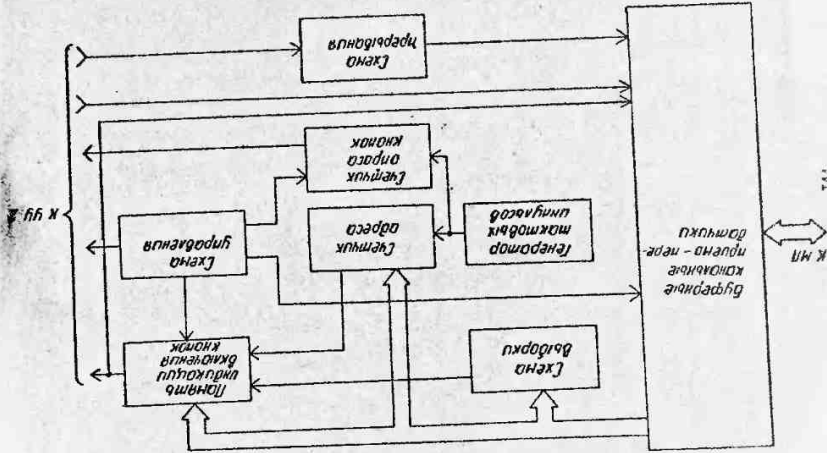 К МП
Буферные
канальные
приемо-пере-
датчики
Схема
выборки
Память
индикации
включения
кнопок
Генератор
тактовых
импульсов
Счетчик
адреса
Схема
управления
Счетчик
опроса
кнопок
Схема
прерывания
К УУ